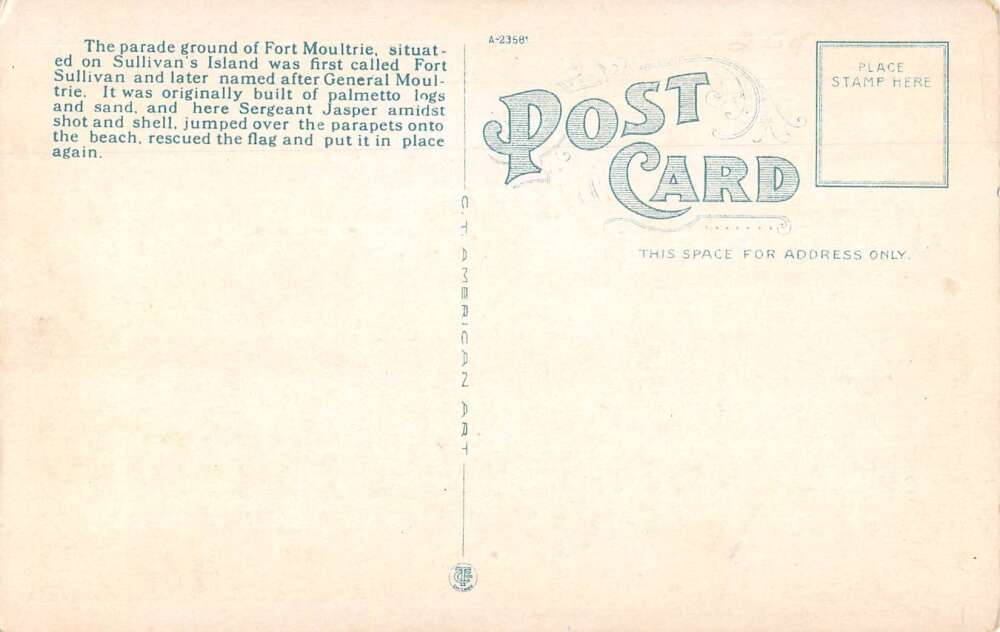 The parade ground of Fort Moultrie, situat-
ed on Sullivan's Island was first called Fort
Sullivan and later named after General Moul-
trie. It was originally built of palmetto logs
and sand, and here Sergeant Jasper amidst
shot and shell, jumped over the parapets onto
the beach, rescued the flag and put it in place
again.
C.T. AMERICAN ART
A-23581
POST
CARD
PLACE
STAMP HERE
THIS SPACE FOR ADDRESS ONLY.